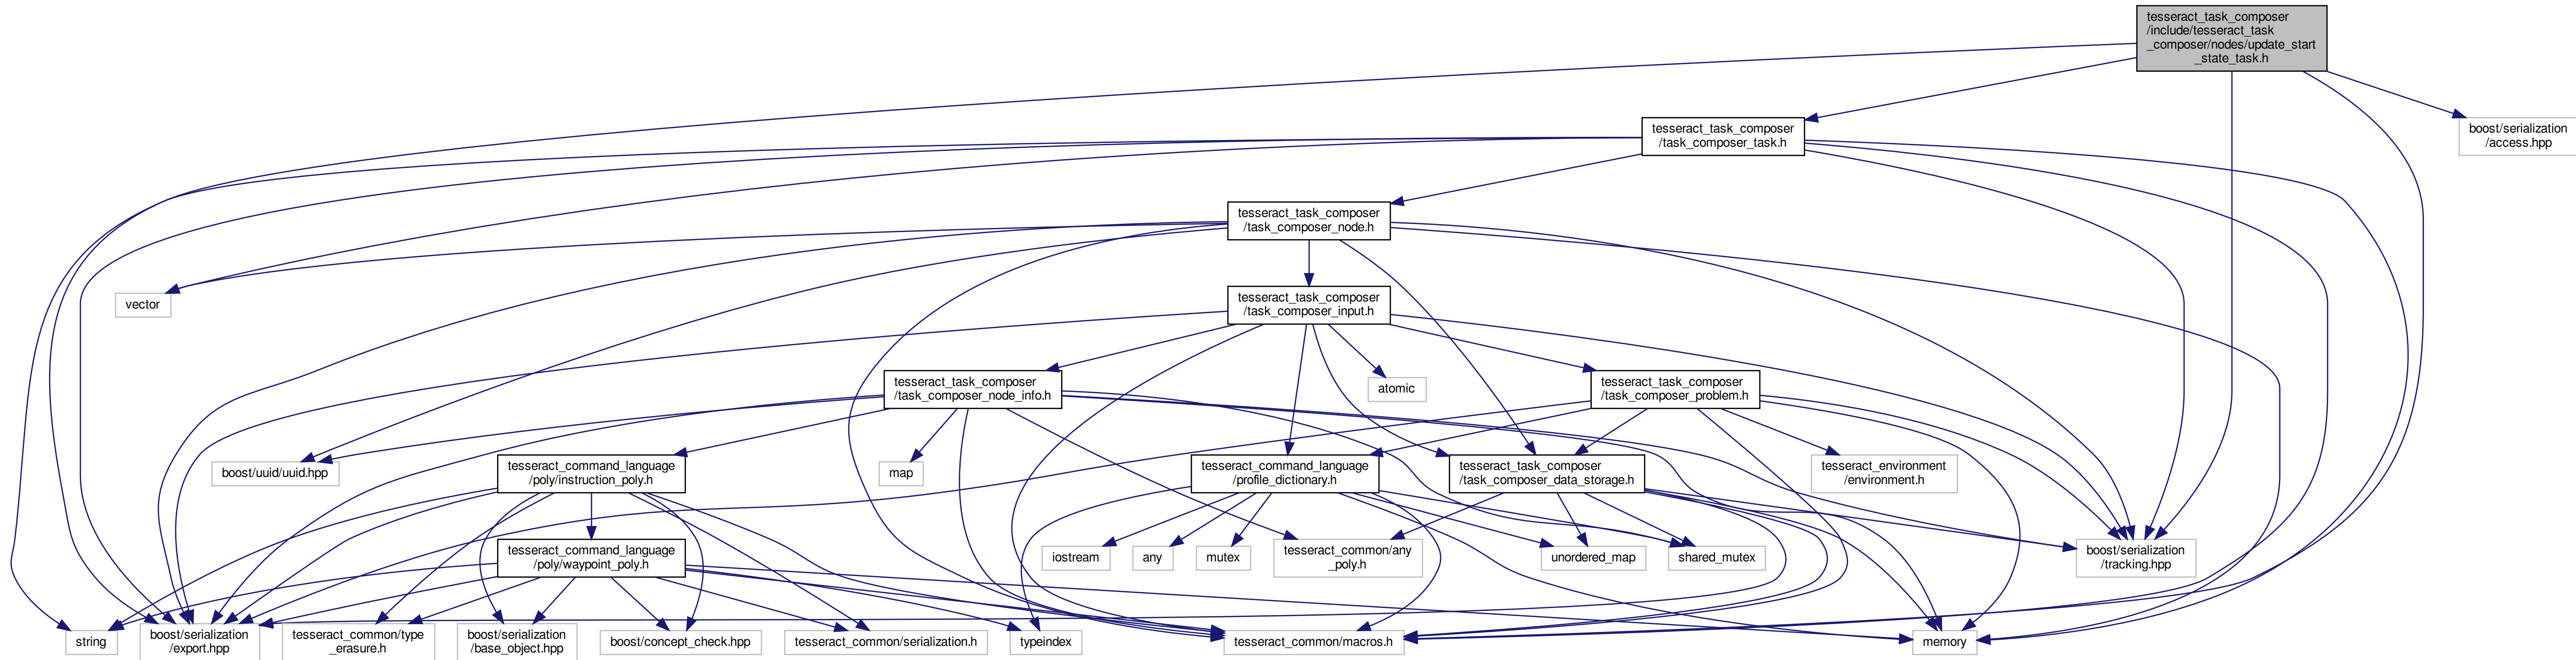 tesseract_task_composer
/include/tesseract_task
_composer/nodes/update_start
_state_task.h
tesseract_task_composer
/task_composer_task.h
boost/serialization
/access.hpp
tesseract_task_composer
/task_composer_node.h
vector
tesseract_task_composer
/task_composer_input.h
tesseract_task_composer
/task_composer_node_info.h
atomic
tesseract_task_composer
/task_composer_problem.h
boost/uuid/uuid.hpp
tesseract_command_language
/poly/instruction_poly.h
map
tesseract_command_language
/profile_dictionary.h
tesseract_task_composer
/task_composer_data_storage.h
tesseract_environment
/environment.h
tesseract_command_language
/poly/waypoint_poly.h
iostream
any
mutex
tesseract_common/any
_poly.h
unordered_map
shared_mutex
boost/serialization
/tracking.hpp
string
boost/serialization
/export.hpp
tesseract_common/type
_erasure.h
boost/serialization
/base_object.hpp
boost/concept_check.hpp
tesseract_common/serialization.h
typeindex
tesseract_common/macros.h
memory